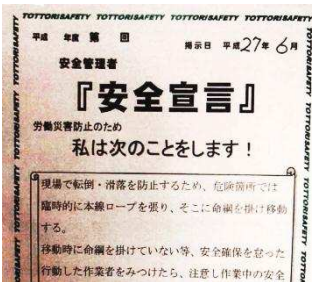 TOTTORISAFETY TOTTORISAFETY TOTTORISAFETY TOTTORISAFETY
平成 年度 第 回
掲示日 平成27年 6月
安全管理者
『安全宣言』
労働災害防止のため
私は次のことをします！
現場で転倒・滑落を防止するため、危険箇所では
臨時的に本線ロープを張り、そこに命綱を掛け移動
する。
移動時に命綱を掛けていない等、安全確保を怠った
行動した作業者をみつけたら、注意し作業中の安全